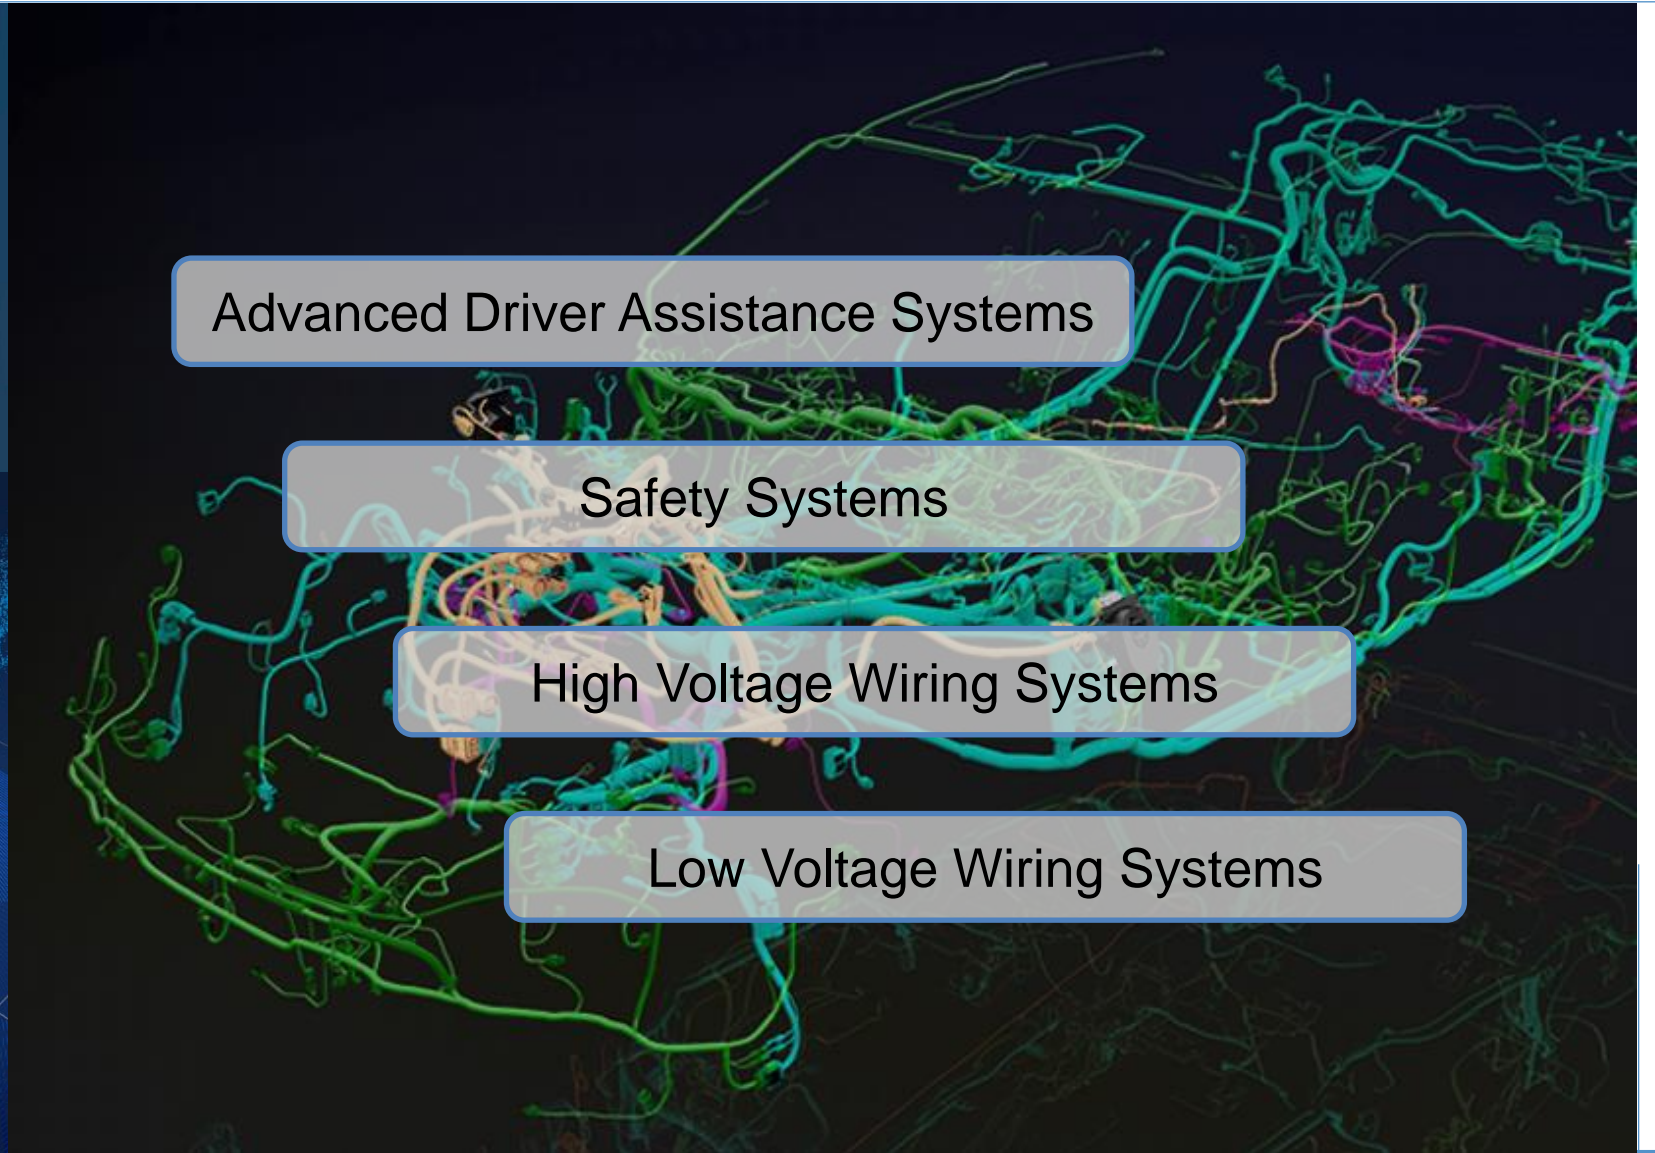 Advanced Driver Assistance Systems
Safety Systems
High Voltage Wiring Systems
Low Voltage Wiring Systems